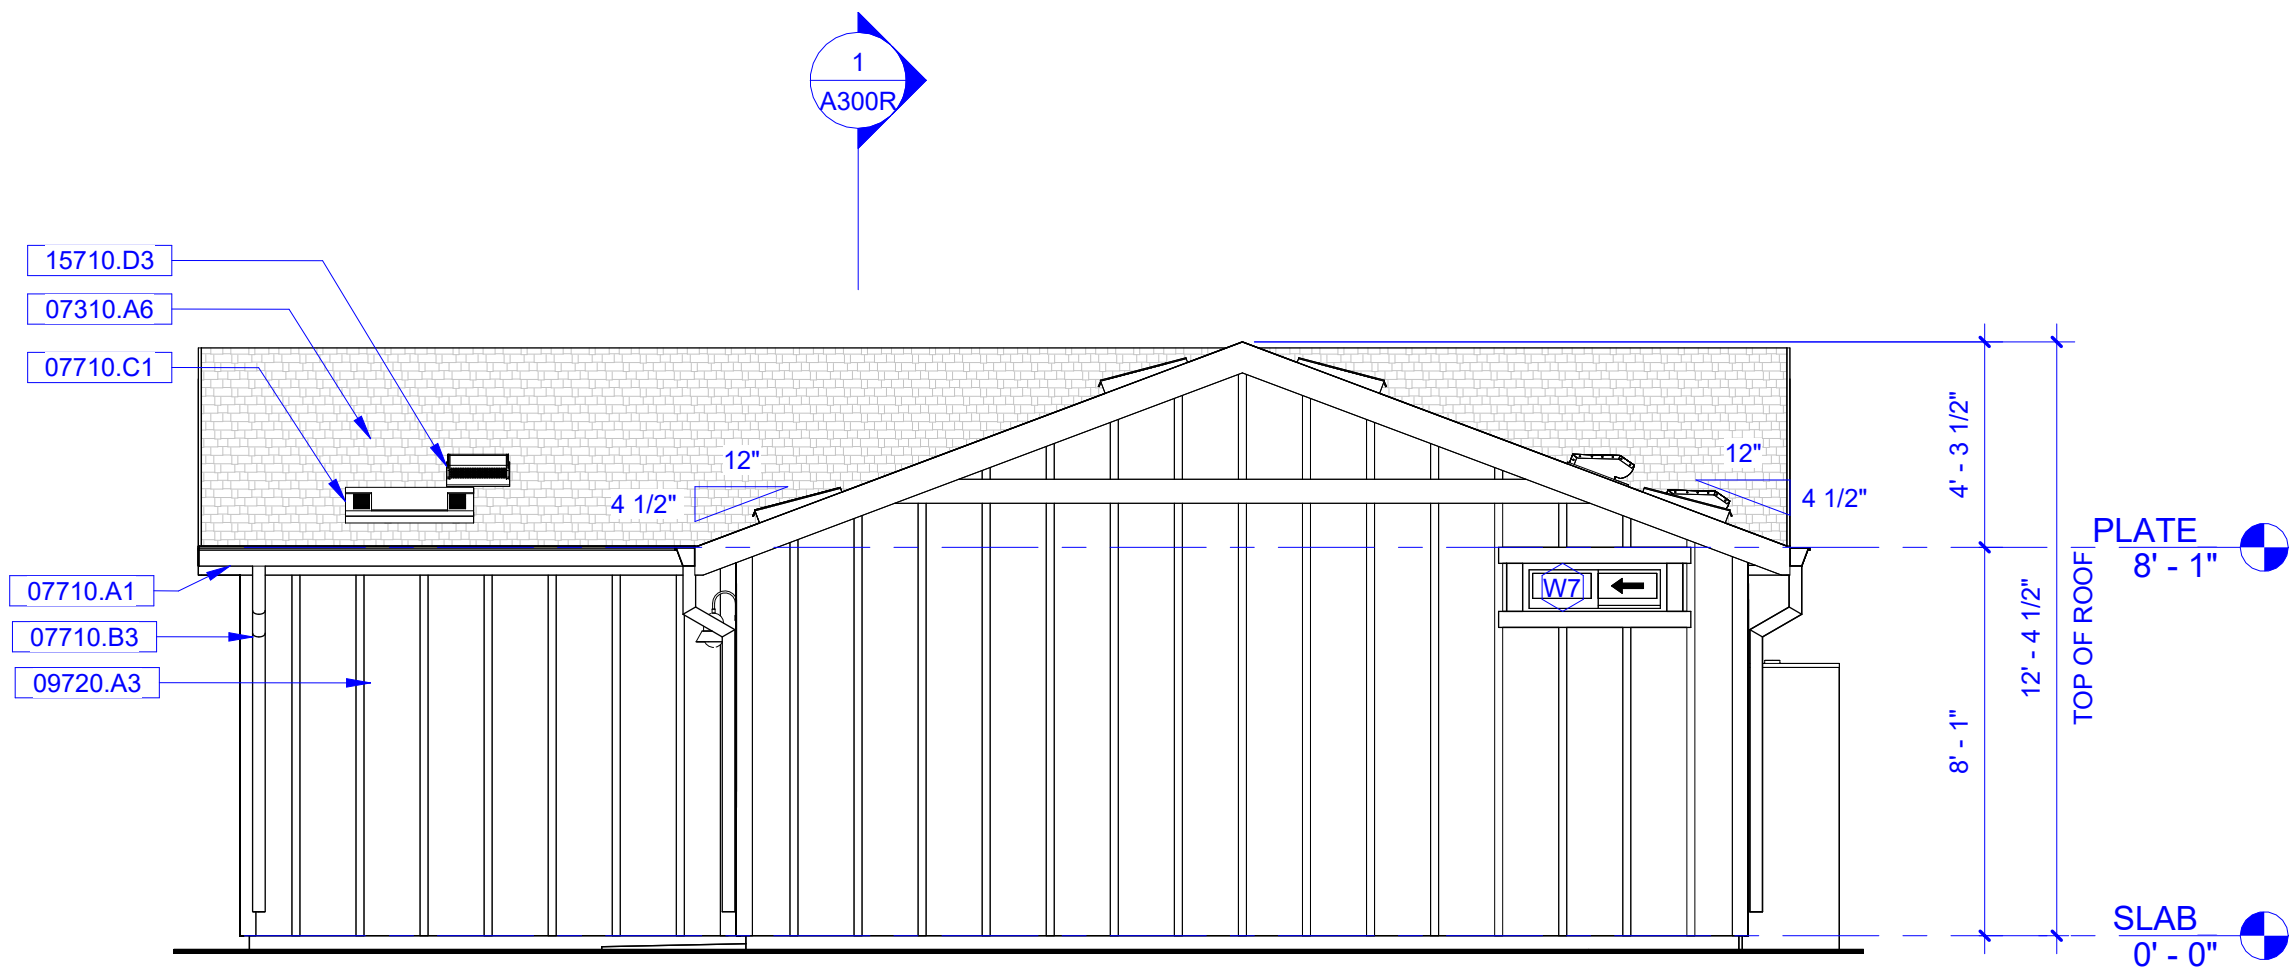 1
A300R
15710.D3
07310.A6
07710.C1
12"
4 1/2"
12"
4 1/2"
4' - 3 1/2"
PLATE
8' - 1"
12' - 4 1/2"
TOP OF ROOF
W7
07710.A1
07710.B3
09720.A3
8' - 1"
SLAB
0' - 0"